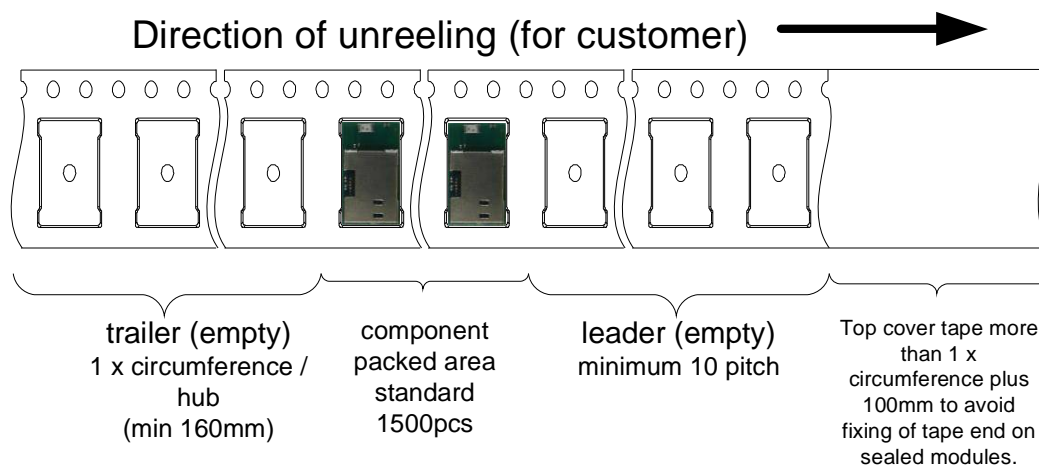 Direction of unreeling (for customer)
trailer (empty)
1 x circumference /
hub
(min 160mm)
component
packed area
standard
1500pcs
leader (empty)
minimum 10 pitch
Top cover tape more
than 1 x
circumference plus
100mm to avoid
fixing of tape end on
sealed modules.